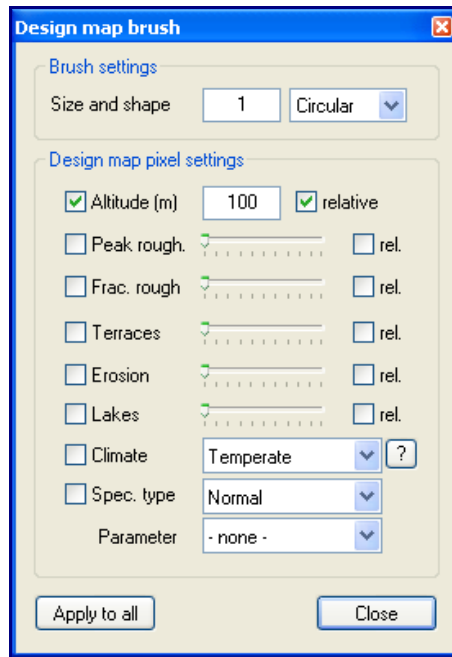 Design map brush
Brush settings
Size and shape 1 Circular
Design map pixel settings
Altitude (m) 100 relative
Peak rough. rel.
Frac. rough rel.
Terraces rel.
Erosion rel.
Lakes rel.
Climate Temperate ?
Spec. type Normal
Parameter - none -
Apply to all Close